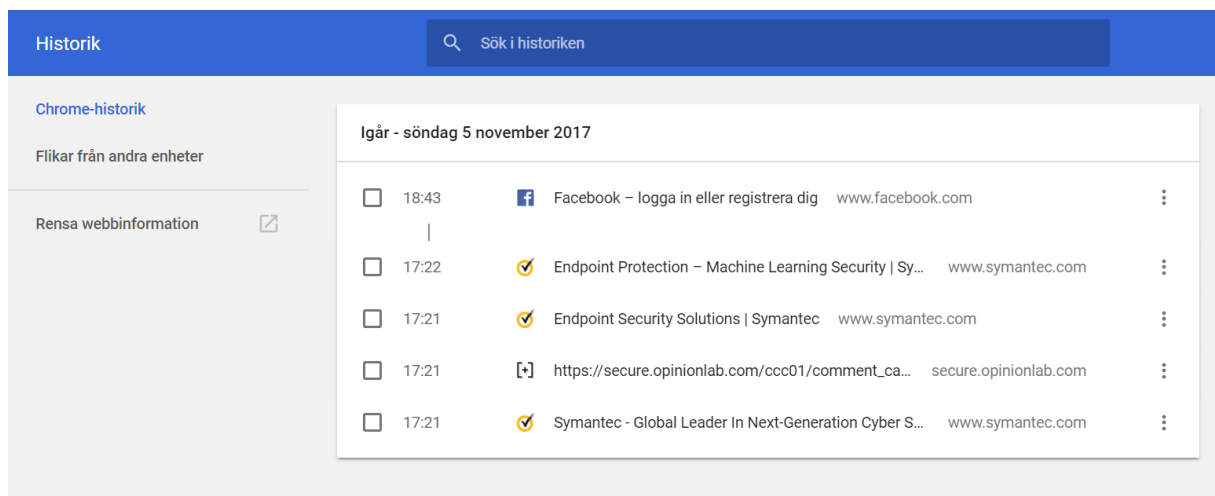 Historik
Sök i historiken
Chrome-historik
Flikar från andra enheter
Rensa webbinformation
Igår - söndag 5 november 2017
18:43 Facebook – logga in eller registrera dig www.facebook.com
17:22 Endpoint Protection – Machine Learning Security | Sy... www.symantec.com
17:21 Endpoint Security Solutions | Symantec www.symantec.com
17:21 [+] https://secure.opinionlab.com/ccc01/comment_ca... secure.opinionlab.com
17:21 Symantec - Global Leader In Next-Generation Cyber S... www.symantec.com